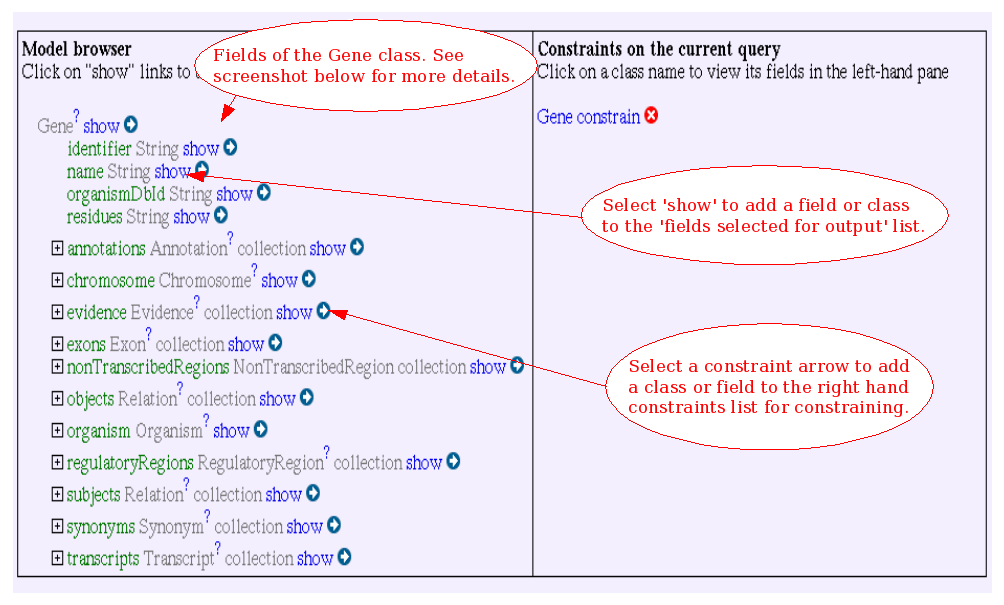 Model browser
Click on "show" links to
Fields of the Gene class. See
screenshot below for more details.
Gene? show
identifier String show
name String show
organismDbId String show
residues String show
annotations Annotation? collection show
chromosome Chromosome? show
evidence Evidence? collection show
exons Exon? collection show
nonTranscribedRegions NonTranscribedRegion collection show
objects Relation? collection show
organism Organism? show
regulatoryRegions RegulatoryRegion? collection show
subjects Relation? collection show
synonyms Synonym? collection show
transcripts Transcript? collection show
Constraints on the current query
Click on a class name to view its fields in the left-hand pane
Gene constrain
Select 'show' to add a field or class
to the 'fields selected for output' list.
Select a constraint arrow to add
a class or field to the right hand
constraints list for constraining.